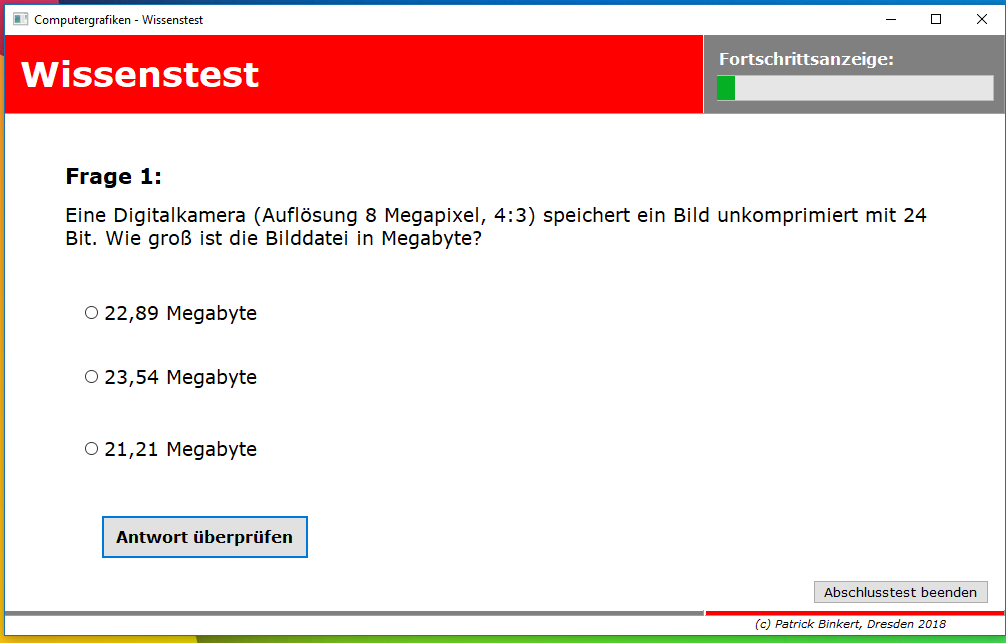 Computergrafiken - Wissenstest
Wissenstest
Fortschrittsanzeige:
Frage 1:
Eine Digitalkamera (Auflösung 8 Megapixel, 4:3) speichert ein Bild unkomprimiert mit 24
Bit. Wie groß ist die Bilddatei in Megabyte?
22,89 Megabyte
23,54 Megabyte
21,21 Megabyte
Antwort überprüfen
Abschlusstest beenden
(c) Patrick Binkert, Dresden 2018